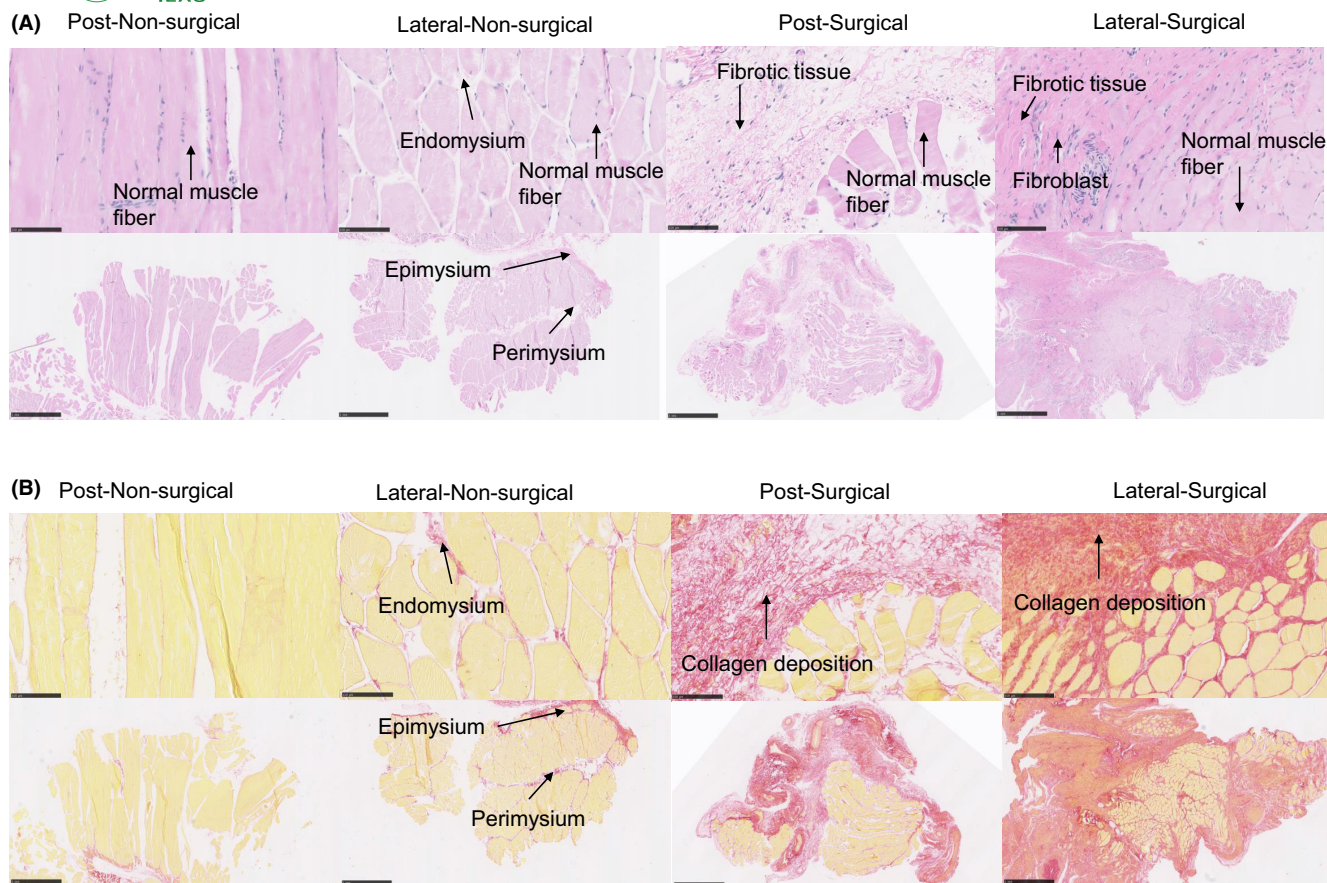 (A) Post-Non-surgical Lateral-Non-surgical Post-Surgical Lateral-Surgical
Normal muscle
fiber
Endomysium
Normal muscle
fiber
Fibrotic tissue
Normal muscle
fiber
Fibrotic tissue
Fibroblast
Normal muscle
fiber
Epimysium
Perimysium
(B) Post-Non-surgical Lateral-Non-surgical Post-Surgical Lateral-Surgical
Endomysium
Collagen deposition
Collagen deposition
Epimysium
Perimysium